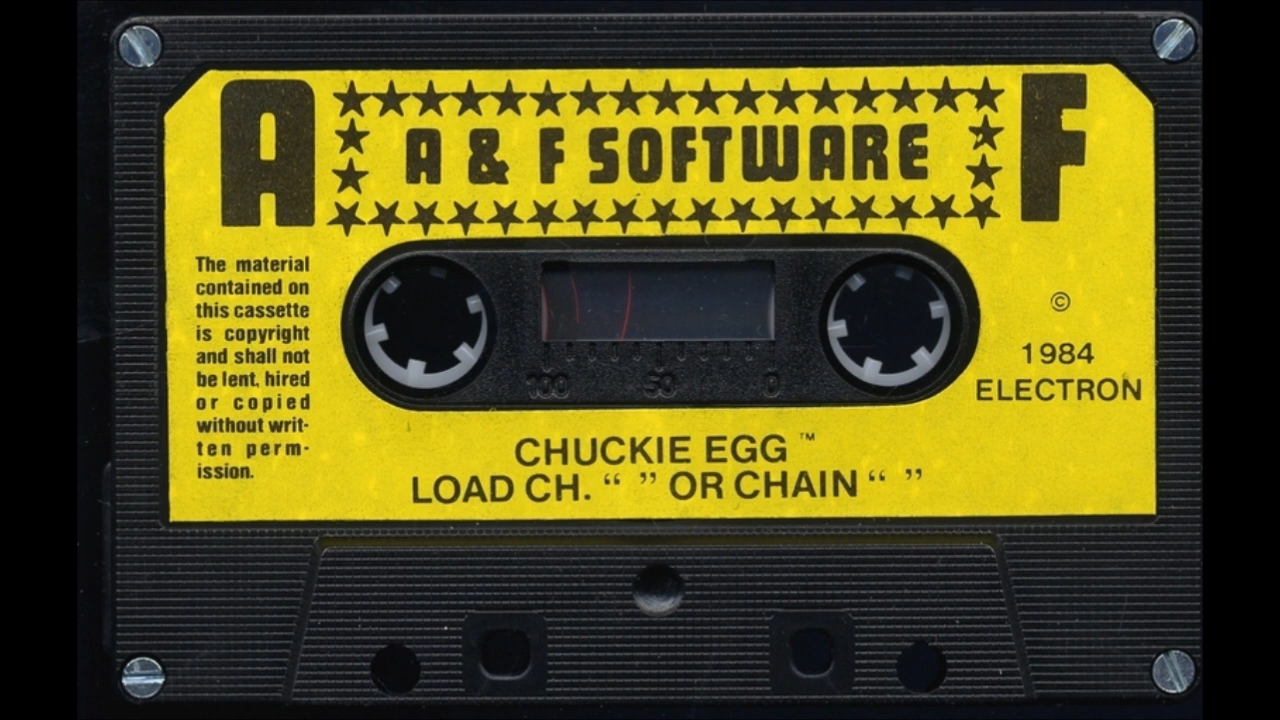 A
F
A & F SOFTWARE
The material
contained on
this cassette
is copyright
and shall not
be lent, hired
or copied
without writ-
ten perm-
ission.
©
1984
ELECTRON
100 50 0
CHUCKIE EGG ™
LOAD CH. “ ” OR CHAIN “ ”